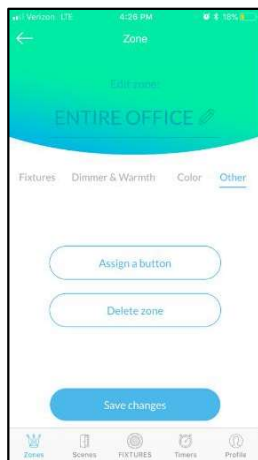 Verizon LTE 4:26 PM 18%
Zone
Edit zone:
ENTIRE OFFICE
Fixtures Dimmer & Warmth Color Other
Assign a button
Delete zone
Save changes
Zones Scenes FIXTURES Timers Profile